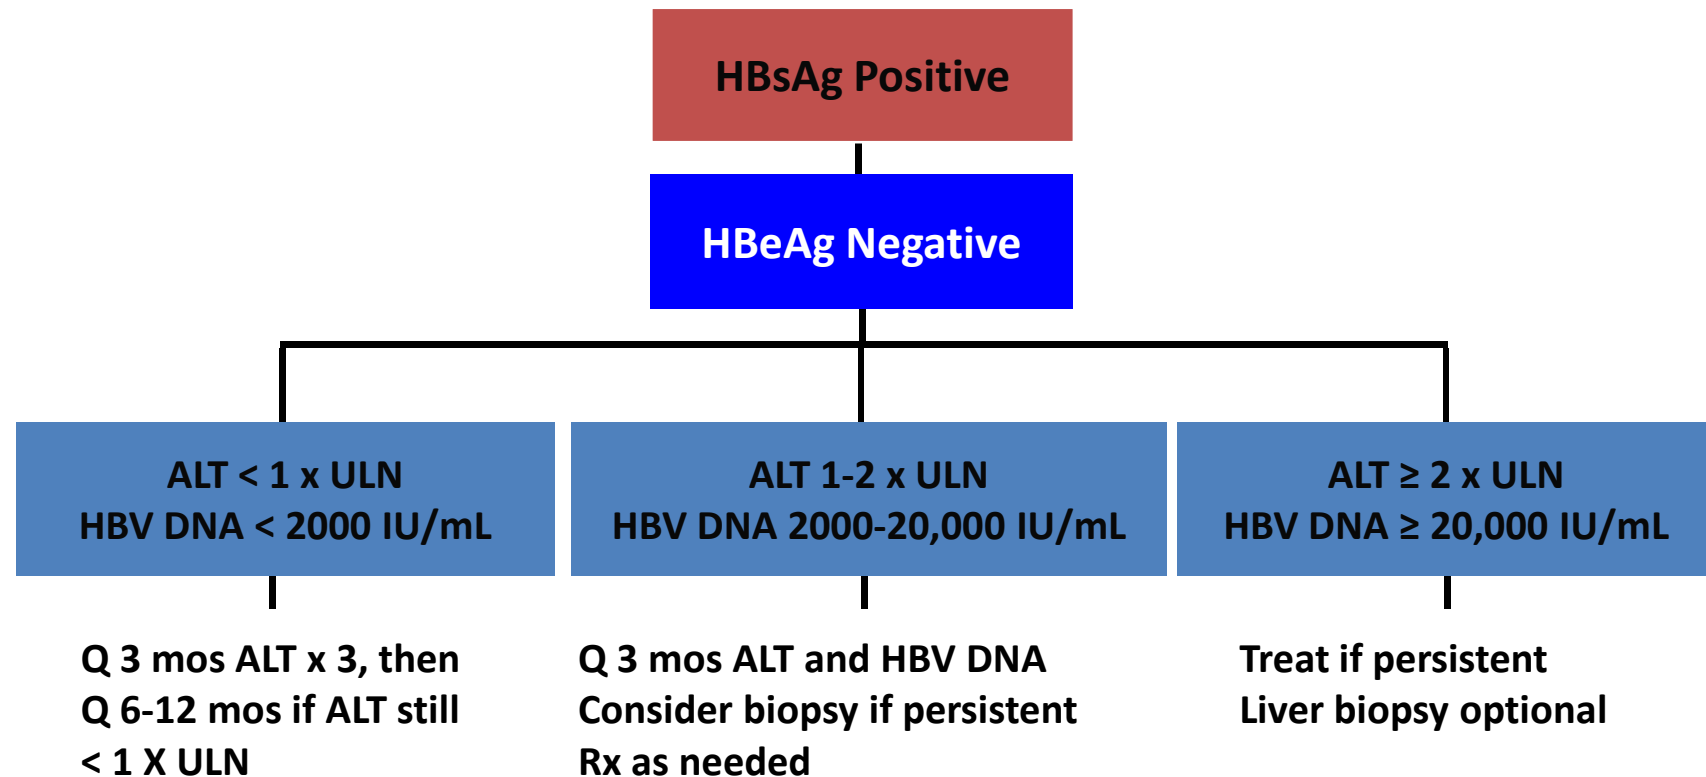 HBsAg Positive
HBeAg Negative
ALT < 1 x ULN
HBV DNA < 2000 IU/mL
ALT 1-2 x ULN
HBV DNA 2000-20,000 IU/mL
ALT ≥ 2 x ULN
HBV DNA ≥ 20,000 IU/mL
Q 3 mos ALT x 3, then
Q 6-12 mos if ALT still
< 1 X ULN
Q 3 mos ALT and HBV DNA
Consider biopsy if persistent
Rx as needed
Treat if persistent
Liver biopsy optional